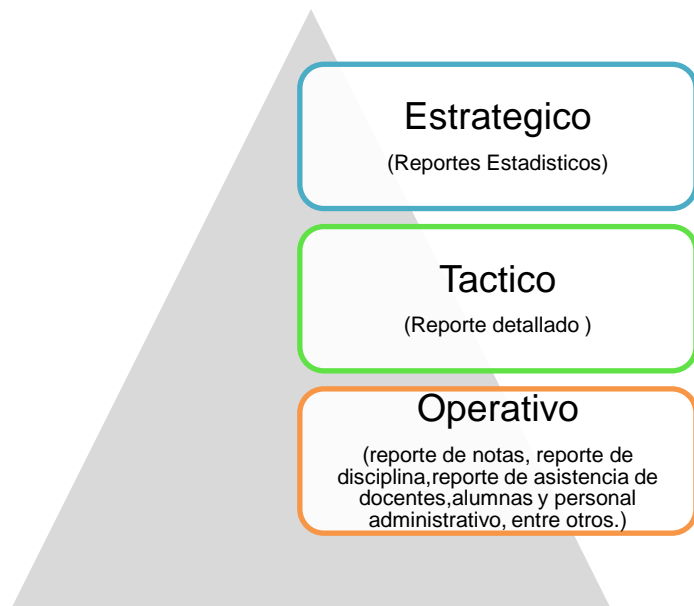 Estrategico
(Reportes Estadisticos)
Tactico
(Reporte detallado )
Operativo
(reporte de notas, reporte de
disciplina,reporte de asistencia de
docentes,alumnas y personal
administrativo, entre otros.)